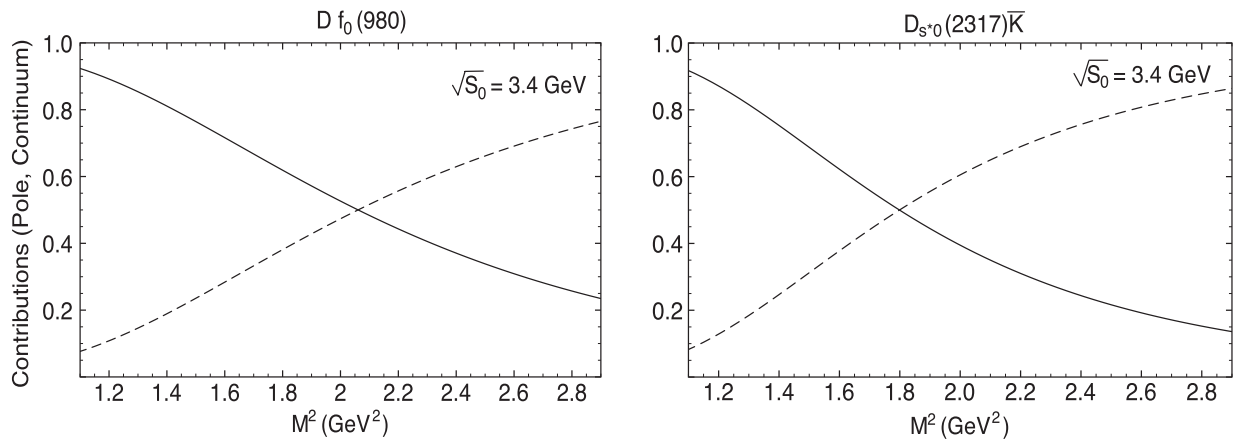 D f₀(980)
Contributions (Pole, Continuum)
1.0
0.8
0.6
0.4
0.2
√S₀ = 3.4 GeV
1.2 1.4 1.6 1.8 2 2.2 2.4 2.6 2.8
M² (GeV²)
D_{s*0}(2317)K̅
1.0
0.8
0.6
0.4
0.2
√S₀ = 3.4 GeV
1.2 1.4 1.6 1.8 2.0 2.2 2.4 2.6 2.8
M² (GeV²)